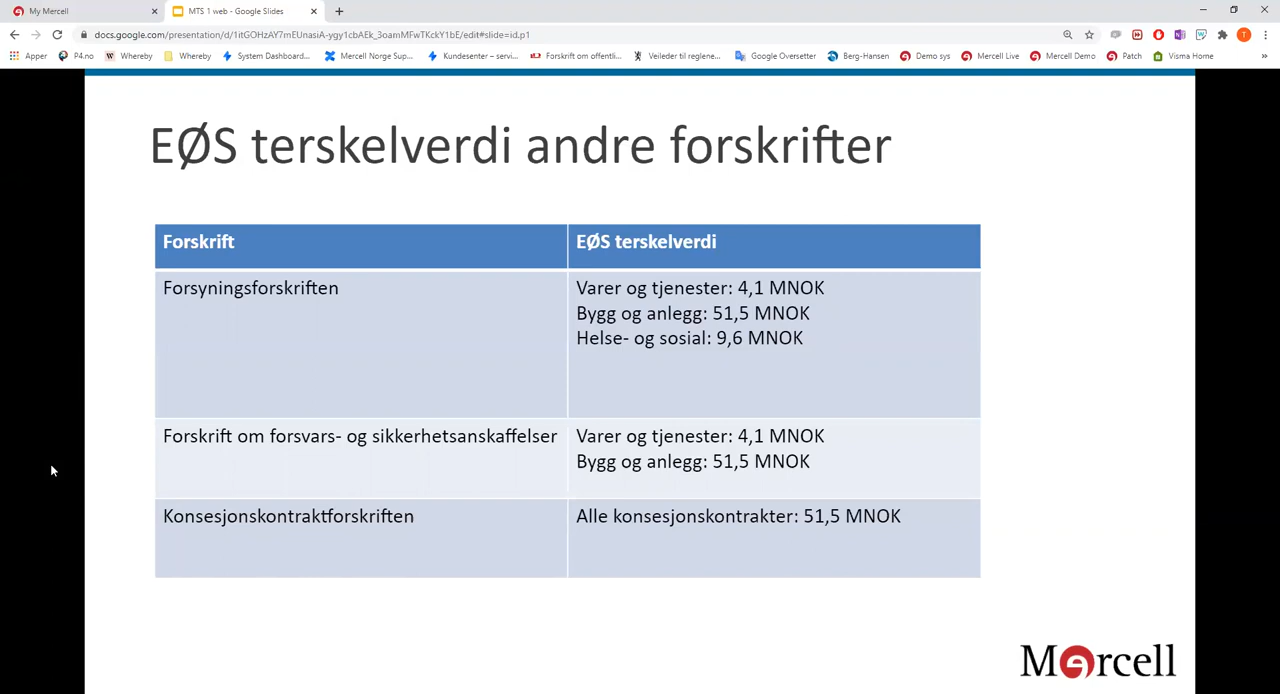 My Mercell
MTS 1 web - Google Slides
docs.google.com/presentation/d/1itGOHzAY7mEUnasiA-ygy1cbAEk_3oamMFwTKckY1bE/edit#slide=id.p1
Apper
P4.no
Whereby
Whereby
System Dashboard...
Mercell Norge Sup...
Kundesenter – servi...
Forskrift om offentli...
Veileder til reglene...
Google Oversetter
Berg-Hansen
Demo sys
Mercell Live
Mercell Demo
Patch
Visma Home
EØS terskelverdi andre forskrifter
Forskrift
EØS terskelverdi
Forsyningsforskriften
Varer og tjenester: 4,1 MNOK
Bygg og anlegg: 51,5 MNOK
Helse- og sosial: 9,6 MNOK
Forskrift om forsvars- og sikkerhetsanskaffelser
Varer og tjenester: 4,1 MNOK
Bygg og anlegg: 51,5 MNOK
Konsesjonskontraktforskriften
Alle konsesjonskontrakter: 51,5 MNOK
Mercell